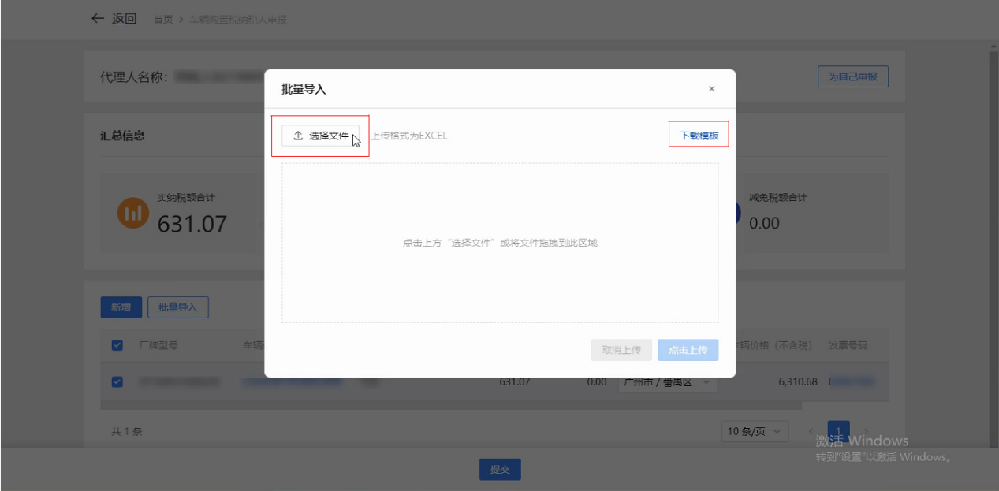 返回 首页 > 车辆购置税纳税人申报
代理人名称：
为自己申报
批量导入
×
选择文件 上传格式为EXCEL
下载模板
汇总信息
实纳税额合计
631.07
减免税额合计
0.00
点击上方“选择文件”或将文件拖拽到此区域
新增 批量导入
取消上传 点击上传
厂牌型号 车辆
车辆价格（不含税） 发票号码
631.07 0.00 广州市 / 番禺区 6,310.68
共 1 条
10 条/页 < 1 >
激活 Windows
转到"设置"以激活 Windows。
提交